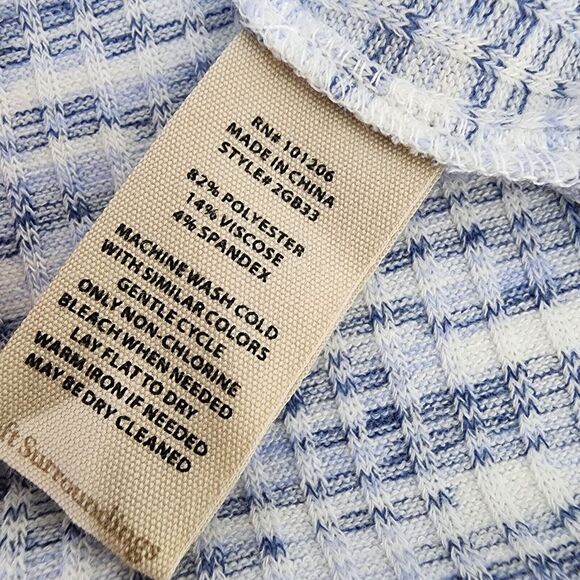 RN# 101206
MADE IN CHINA
STYLE# 2GB33
82% POLYESTER
14% VISCOSE
4% SPANDEX
MACHINE WASH COLD
WITH SIMILAR COLORS
GENTLE CYCLE
ONLY NON-CHLORINE
BLEACH WHEN NEEDED
LAY FLAT TO DRY
WARM IRON IF NEEDED
MAY BE DRY CLEANED
ft Surroundings